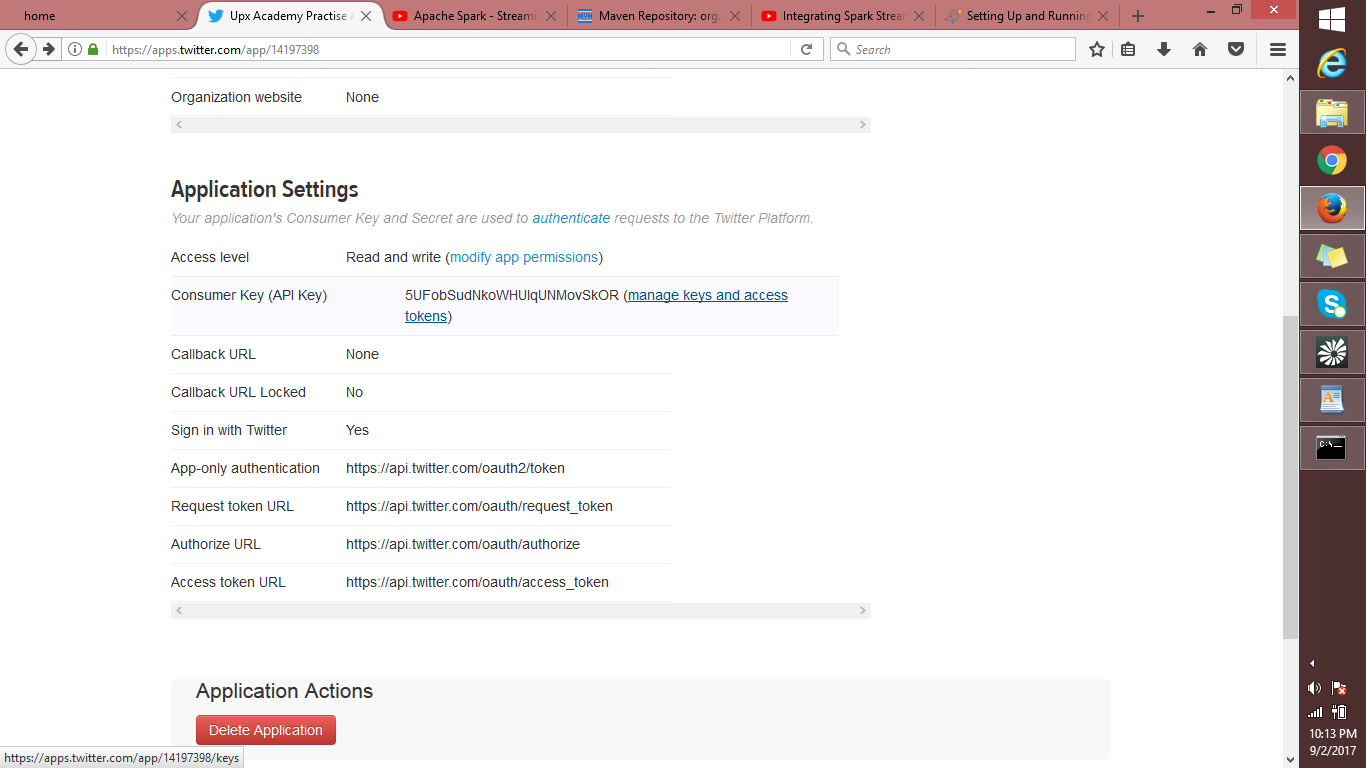 home
Upx Academy Practise A
Apache Spark - Streami
Maven Repository: org.
Integrating Spark Strear
Setting Up and Running
https://apps.twitter.com/app/14197398
Search
Organization website None
Application Settings
Your application's Consumer Key and Secret are used to authenticate requests to the Twitter Platform.
Access level Read and write (modify app permissions)
Consumer Key (API Key) 5UFobSudNkoWHUlqUNMovSkOR (manage keys and access
tokens)
Callback URL None
Callback URL Locked No
Sign in with Twitter Yes
App-only authentication https://api.twitter.com/oauth2/token
Request token URL https://api.twitter.com/oauth/request_token
Authorize URL https://api.twitter.com/oauth/authorize
Access token URL https://api.twitter.com/oauth/access_token
Application Actions
Delete Application
https://apps.twitter.com/app/14197398/keys
10:13 PM
9/2/2017